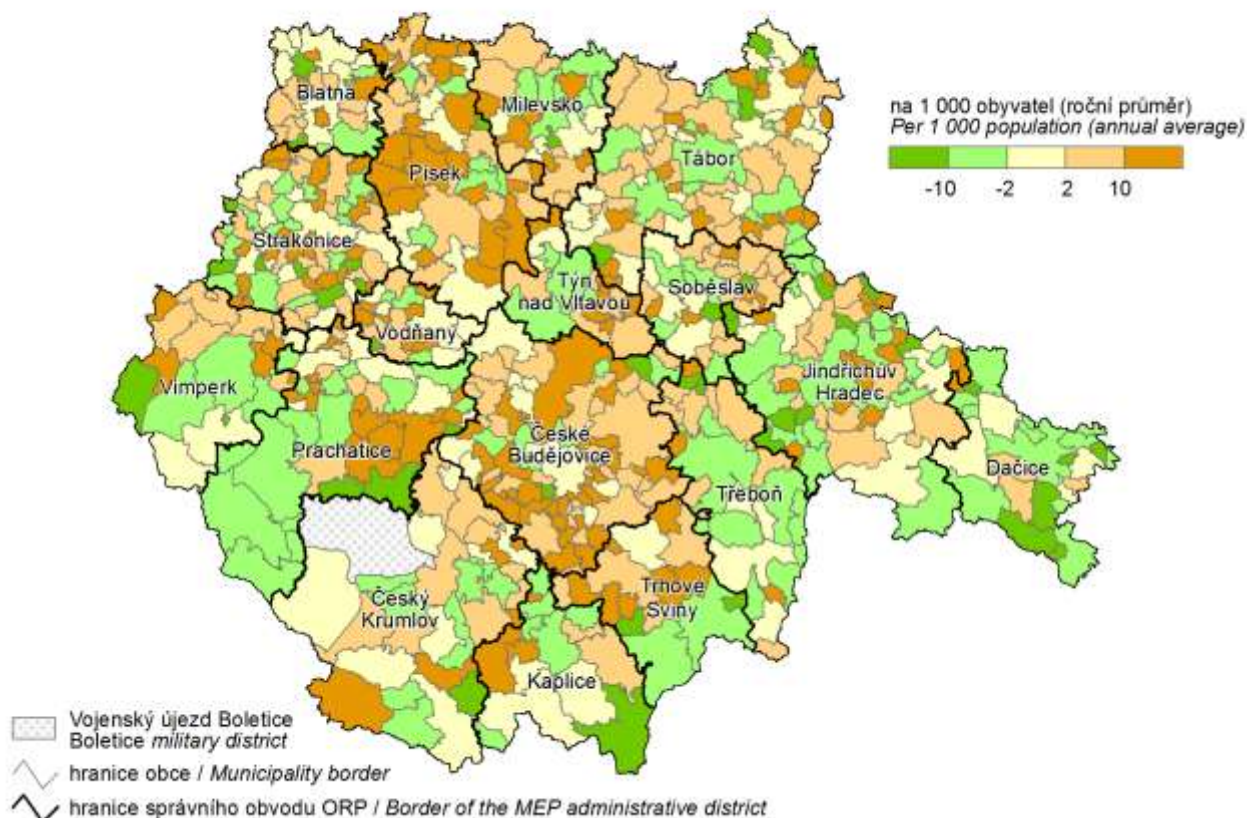 Blatná
Milevsko
na 1 000 obyvatel (roční průměr)
Per 1 000 population (annual average)
-10 -2 2 10
Tábor
Písek
Strakonice
Týn
nad Vltavou
Soběslav
Vodňany
Vimperk
Jindřichův
Hradec
Prachatice
České
Budějovice
Dačice
Třeboň
Trhové
Sviny
Český
Krumlov
Kaplice
Vojenský újezd Boletice
Boletice military district
hranice obce / Municipality border
hranice správního obvodu ORP / Border of the MEP administrative district